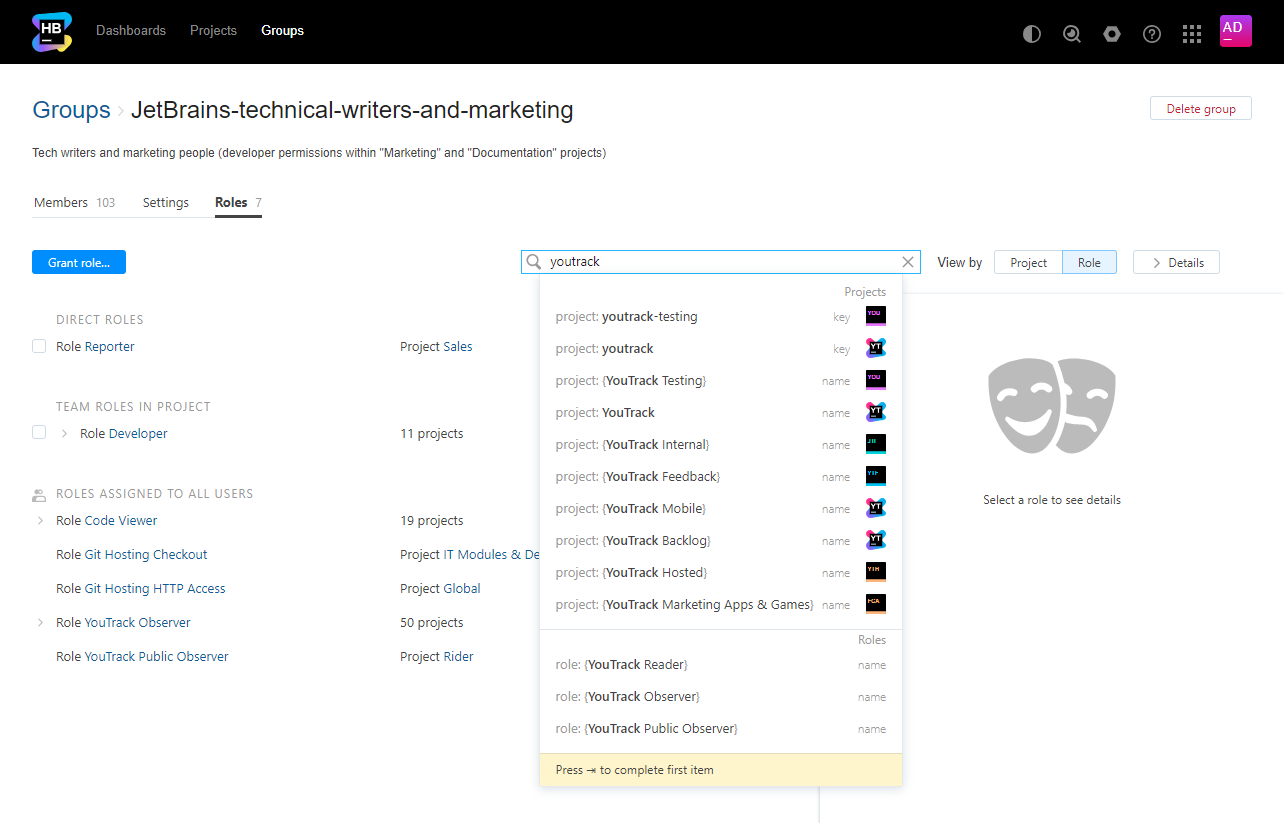 HB
Dashboards Projects Groups
AD
Groups › JetBrains-technical-writers-and-marketing
Delete group
Tech writers and marketing people (developer permissions within "Marketing" and "Documentation" projects)
Members 103 Settings Roles 7
Grant role...
youtrack
View by Project Role
Details
DIRECT ROLES
Role Reporter Project Sales
TEAM ROLES IN PROJECT
Role Developer 11 projects
ROLES ASSIGNED TO ALL USERS
Role Code Viewer 19 projects
Role Git Hosting Checkout Project IT Modules & De
Role Git Hosting HTTP Access Project Global
Role YouTrack Observer 50 projects
Role YouTrack Public Observer Project Rider
Projects
project: youtrack-testing key YOU
project: youtrack key YT
project: {YouTrack Testing} name YOU
project: YouTrack name YT
project: {YouTrack Internal} name
project: {YouTrack Feedback} name YTF
project: {YouTrack Mobile} name YT
project: {YouTrack Backlog} name YT
project: {YouTrack Hosted} name YTH
project: {YouTrack Marketing Apps & Games} name
Roles
role: {YouTrack Reader} name
role: {YouTrack Observer} name
role: {YouTrack Public Observer} name
Press ⇥ to complete first item
Select a role to see details